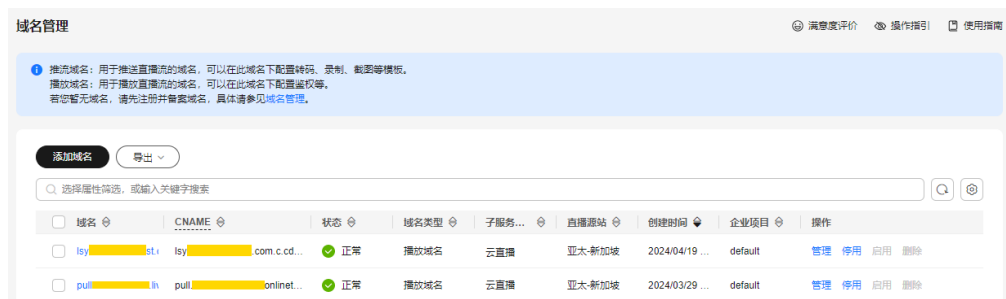 域名管理
满意度评价 操作指引 使用指南
推流域名：用于推送直播流的域名，可以在此域名下配置转码、录制、截图等模板。
播放域名：用于播放直播流的域名，可以在此域名下配置鉴权等。
若您暂无域名，请先注册并备案域名，具体请参见域名管理。
添加域名 导出
选择属性筛选，或输入关键字搜索
域名 CNAME 状态 域名类型 子服务... 直播源站 创建时间 企业项目 操作
lsy st. lsy .com.c.cd... 正常 播放域名 云直播 亚太-新加坡 2024/04/19 ... default 管理 停用 启用 删除
pull .liv pull. onlinet... 正常 播放域名 云直播 亚太-新加坡 2024/03/29 ... default 管理 停用 启用 删除